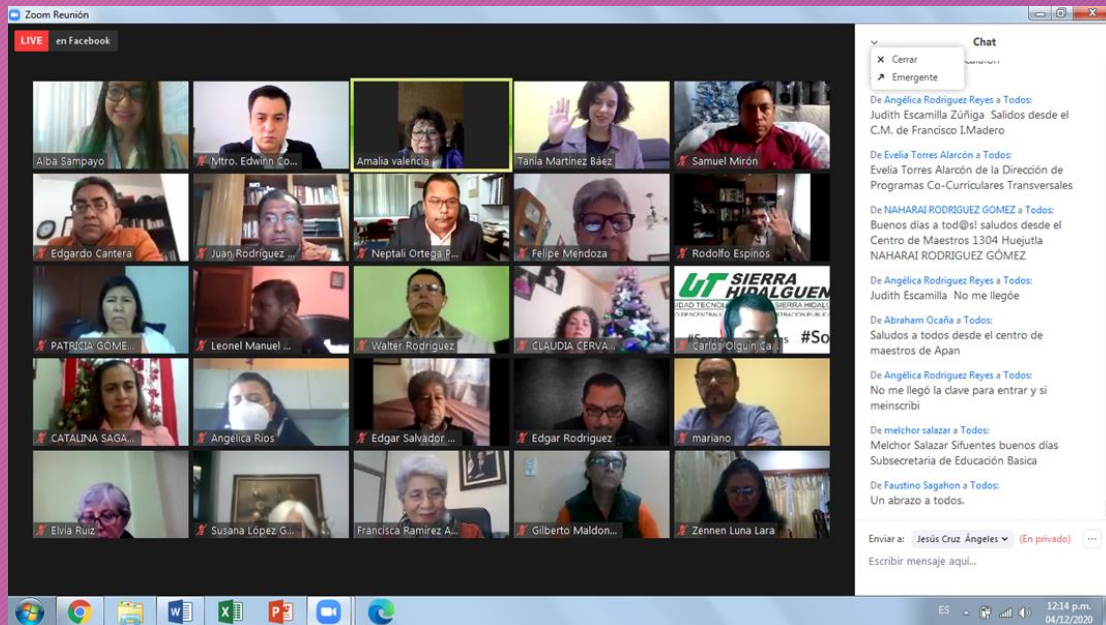 Zoom Reunión
LIVE en Facebook
Alba Sampayo
Mtro. Edwinn Co...
Amalia valencia
Tania Martínez Báez
Samuel Mirón
Edgardo Cantera
Juan Rodríguez ...
Neptali Ortega P...
Felipe Mendoza
Rodolfo Espinos
PATRICIA GÓME...
Leonel Manuel ...
Walter Rodriguez
CLAUDIA CERVA...
UT SIERRA
HIDALGUEN
#So
Carlos Olguín Ca...
CATALINA SAGA...
Angélica Ríos
Edgar Salvador ...
Edgar Rodriguez
mariano
Elvia Ruiz
Susana López G...
Francisca Ramírez A...
Gilberto Maldon...
Zennen Luna Lara
Chat
Cerrar
Emergente
De Angélica Rodriguez Reyes a Todos:
Judith Escamilla Zúñiga Salidos desde el
C.M. de Francisco I.Madero
De Evelia Torres Alarcón a Todos:
Evelia Torres Alarcón de la Dirección de
Programas Co-Curriculares Transversales
De NAHARAI RODRIGUEZ GOMEZ a Todos:
Buenos días a tod@s! saludos desde el
Centro de Maestros 1304 Huejutla
NAHARAI RODRIGUEZ GÓMEZ
De Angélica Rodriguez Reyes a Todos:
Judith Escamilla No me llegóe
De Abraham Ocaña a Todos:
Saludos a todos desde el centro de
maestros de Apan
De Angélica Rodriguez Reyes a Todos:
No me llegó la clave para entrar y si
meinscribi
De melchor salazar a Todos:
Melchor Salazar Sifuentes buenos días
Subsecretaria de Educación Basica
De Faustino Sagahon a Todos:
Un abrazo a todos.
Enviar a: Jesús Cruz Ángeles (En privado) ...
Escribir mensaje aquí...
ES
12:14 p.m.
04/12/2020